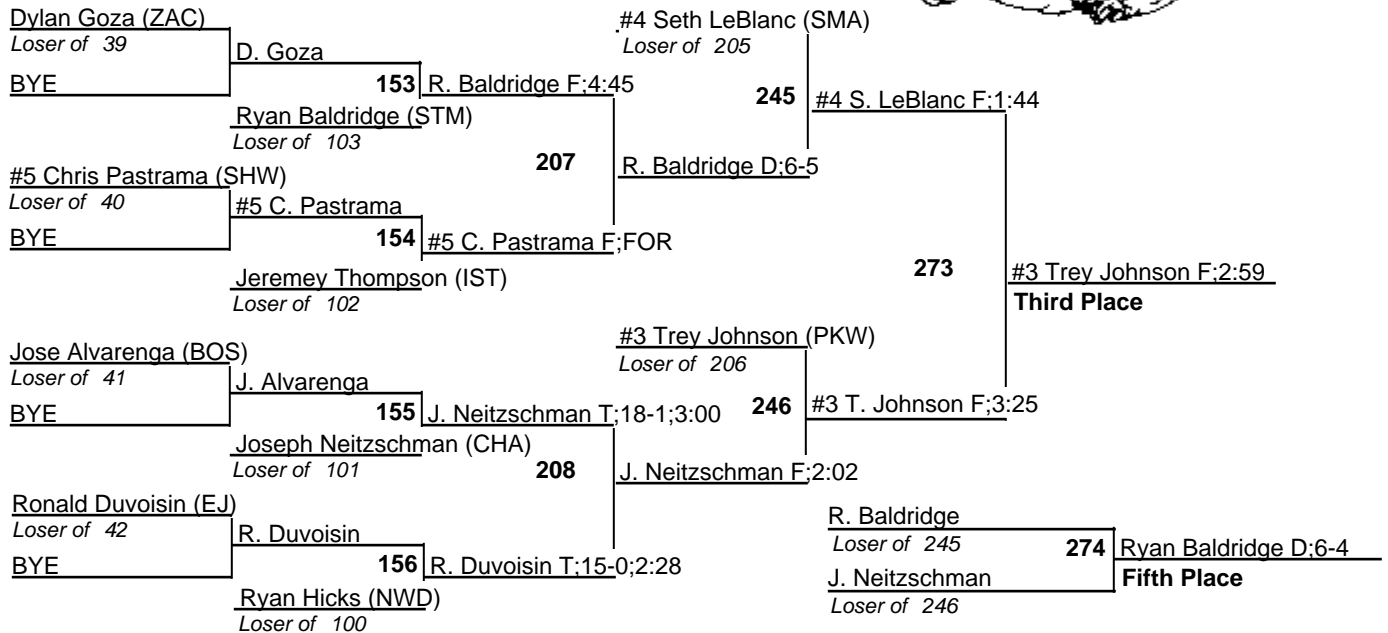 Dylan Goza (ZAC)
Loser of 39
BYE
D. Goza
153
Ryan Baldridge (STM)
Loser of 103
R. Baldridge F;4:45
#5 Chris Pastrama (SHW)
Loser of 40
BYE
#5 C. Pastrama
154
Jeremey Thompson (IST)
Loser of 102
#5 C. Pastrama F;FOR
207
R. Baldridge D;6-5
#4 Seth LeBlanc (SMA)
Loser of 205
245
#4 S. LeBlanc F;1:44
Jose Alvarenga (BOS)
Loser of 41
BYE
J. Alvarenga
155
Joseph Neitzschman (CHA)
Loser of 101
J. Neitzschman T;18-1;3:00
Ronald Duvoisin (EJ)
Loser of 42
BYE
R. Duvoisin
156
Ryan Hicks (NWD)
Loser of 100
R. Duvoisin T;15-0;2:28
208
J. Neitzschman F;2:02
#3 Trey Johnson (PKW)
Loser of 206
246
#3 T. Johnson F;3:25
273
#3 Trey Johnson F;2:59
Third Place
R. Baldridge
Loser of 245
J. Neitzschman
Loser of 246
274
Ryan Baldridge D;6-4
Fifth Place